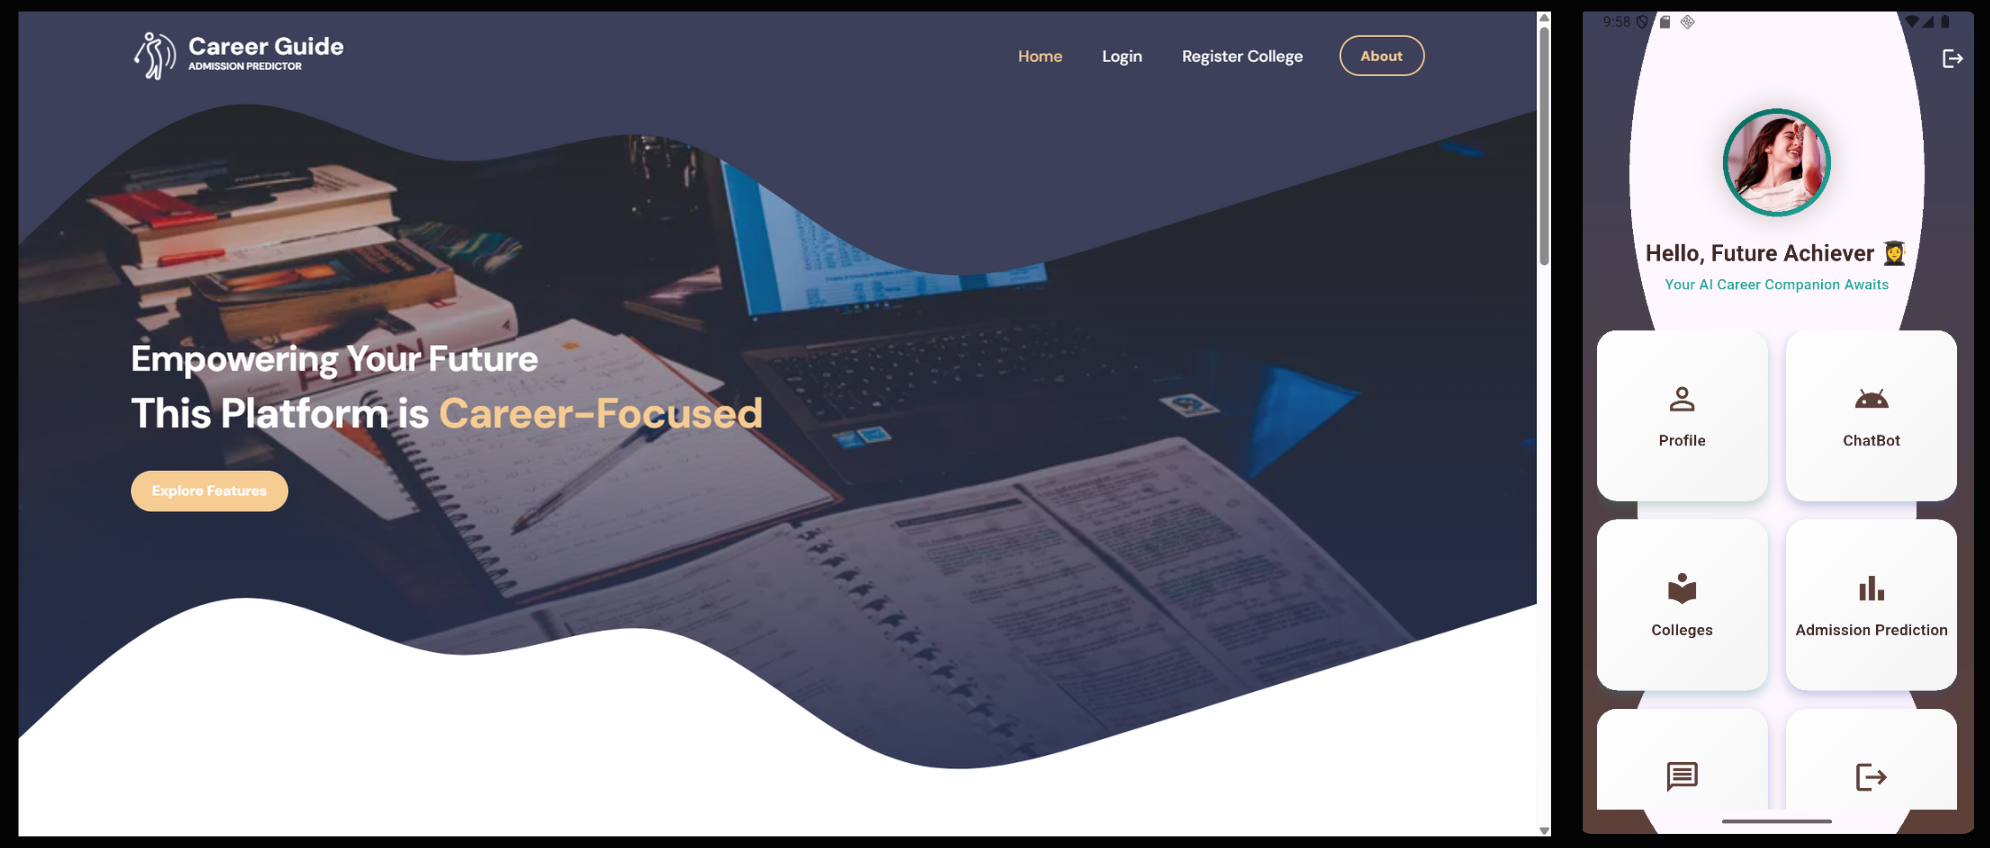 Career Guide
ADMISSION PREDICTOR
Home
Login
Register College
About
Empowering Your Future
This Platform is Career-Focused
Explore Features
9:58
Hello, Future Achiever 👩‍🎓
Your AI Career Companion Awaits
Profile
ChatBot
Colleges
Admission Prediction